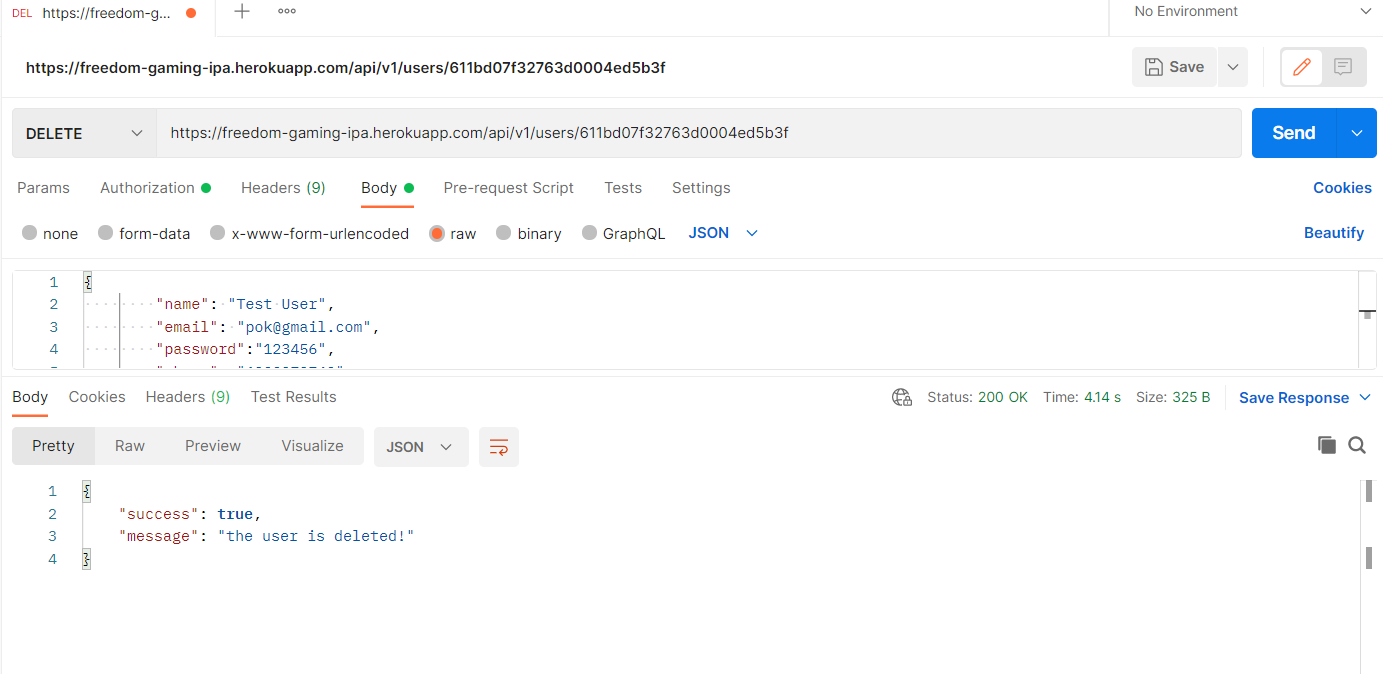 DEL https://freedom-g...
No Environment
https://freedom-gaming-ipa.herokuapp.com/api/v1/users/611bd07f32763d0004ed5b3f
Save
DELETE https://freedom-gaming-ipa.herokuapp.com/api/v1/users/611bd07f32763d0004ed5b3f Send
Params Authorization Headers (9) Body Pre-request Script Tests Settings Cookies
none form-data x-www-form-urlencoded raw binary GraphQL JSON Beautify
1 {
2 "name": "Test User",
3 "email": "pok@gmail.com",
4 "password":"123456",
Body Cookies Headers (9) Test Results Status: 200 OK Time: 4.14 s Size: 325 B Save Response
Pretty Raw Preview Visualize JSON
1 {
2 "success": true,
3 "message": "the user is deleted!"
4 }